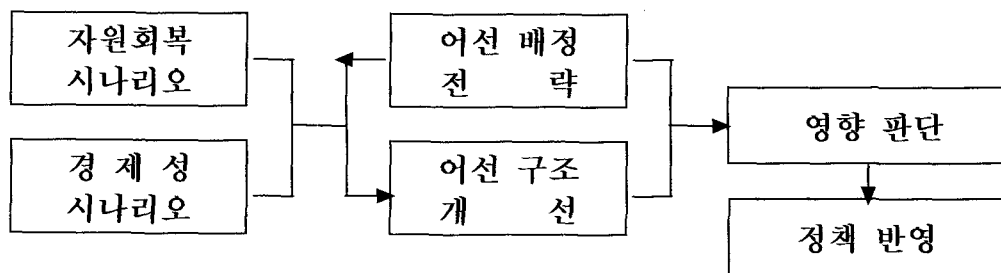 자원회복
시나리오
경 제 성
시나리오
어선 배정
전 략
어선 구조
개 선
영향 판단
정책 반영